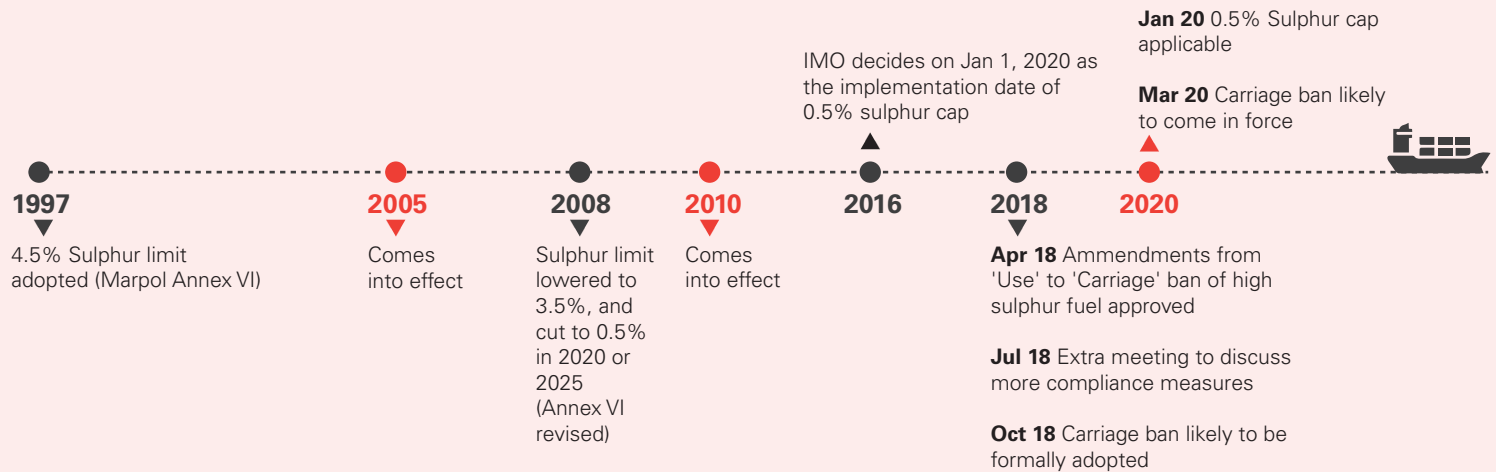 Jan 20 0.5% Sulphur cap
applicable
Mar 20 Carriage ban likely
to come in force
IMO decides on Jan 1, 2020 as
the implementation date of
0.5% sulphur cap
1997
4.5% Sulphur limit
adopted (Marpol Annex VI)
2005
Comes
into effect
2008
Sulphur limit
lowered to
3.5%, and
cut to 0.5%
in 2020 or
2025
(Annex VI
revised)
2010
Comes
into effect
2016
2018
Apr 18 Ammendments from
'Use' to 'Carriage' ban of high
sulphur fuel approved
Jul 18 Extra meeting to discuss
more compliance measures
Oct 18 Carriage ban likely to be
formally adopted
2020